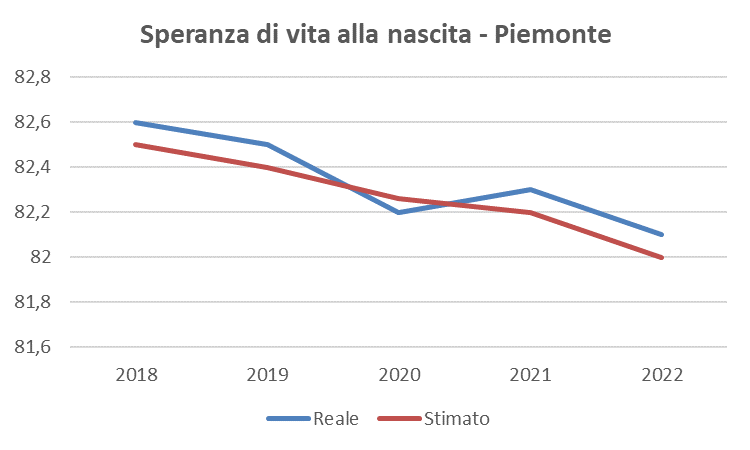 Speranza di vita alla nascita - Piemonte
82,8
82,6
82,4
82,2
82
81,8
81,6
2018 2019 2020 2021 2022
Reale Stimato